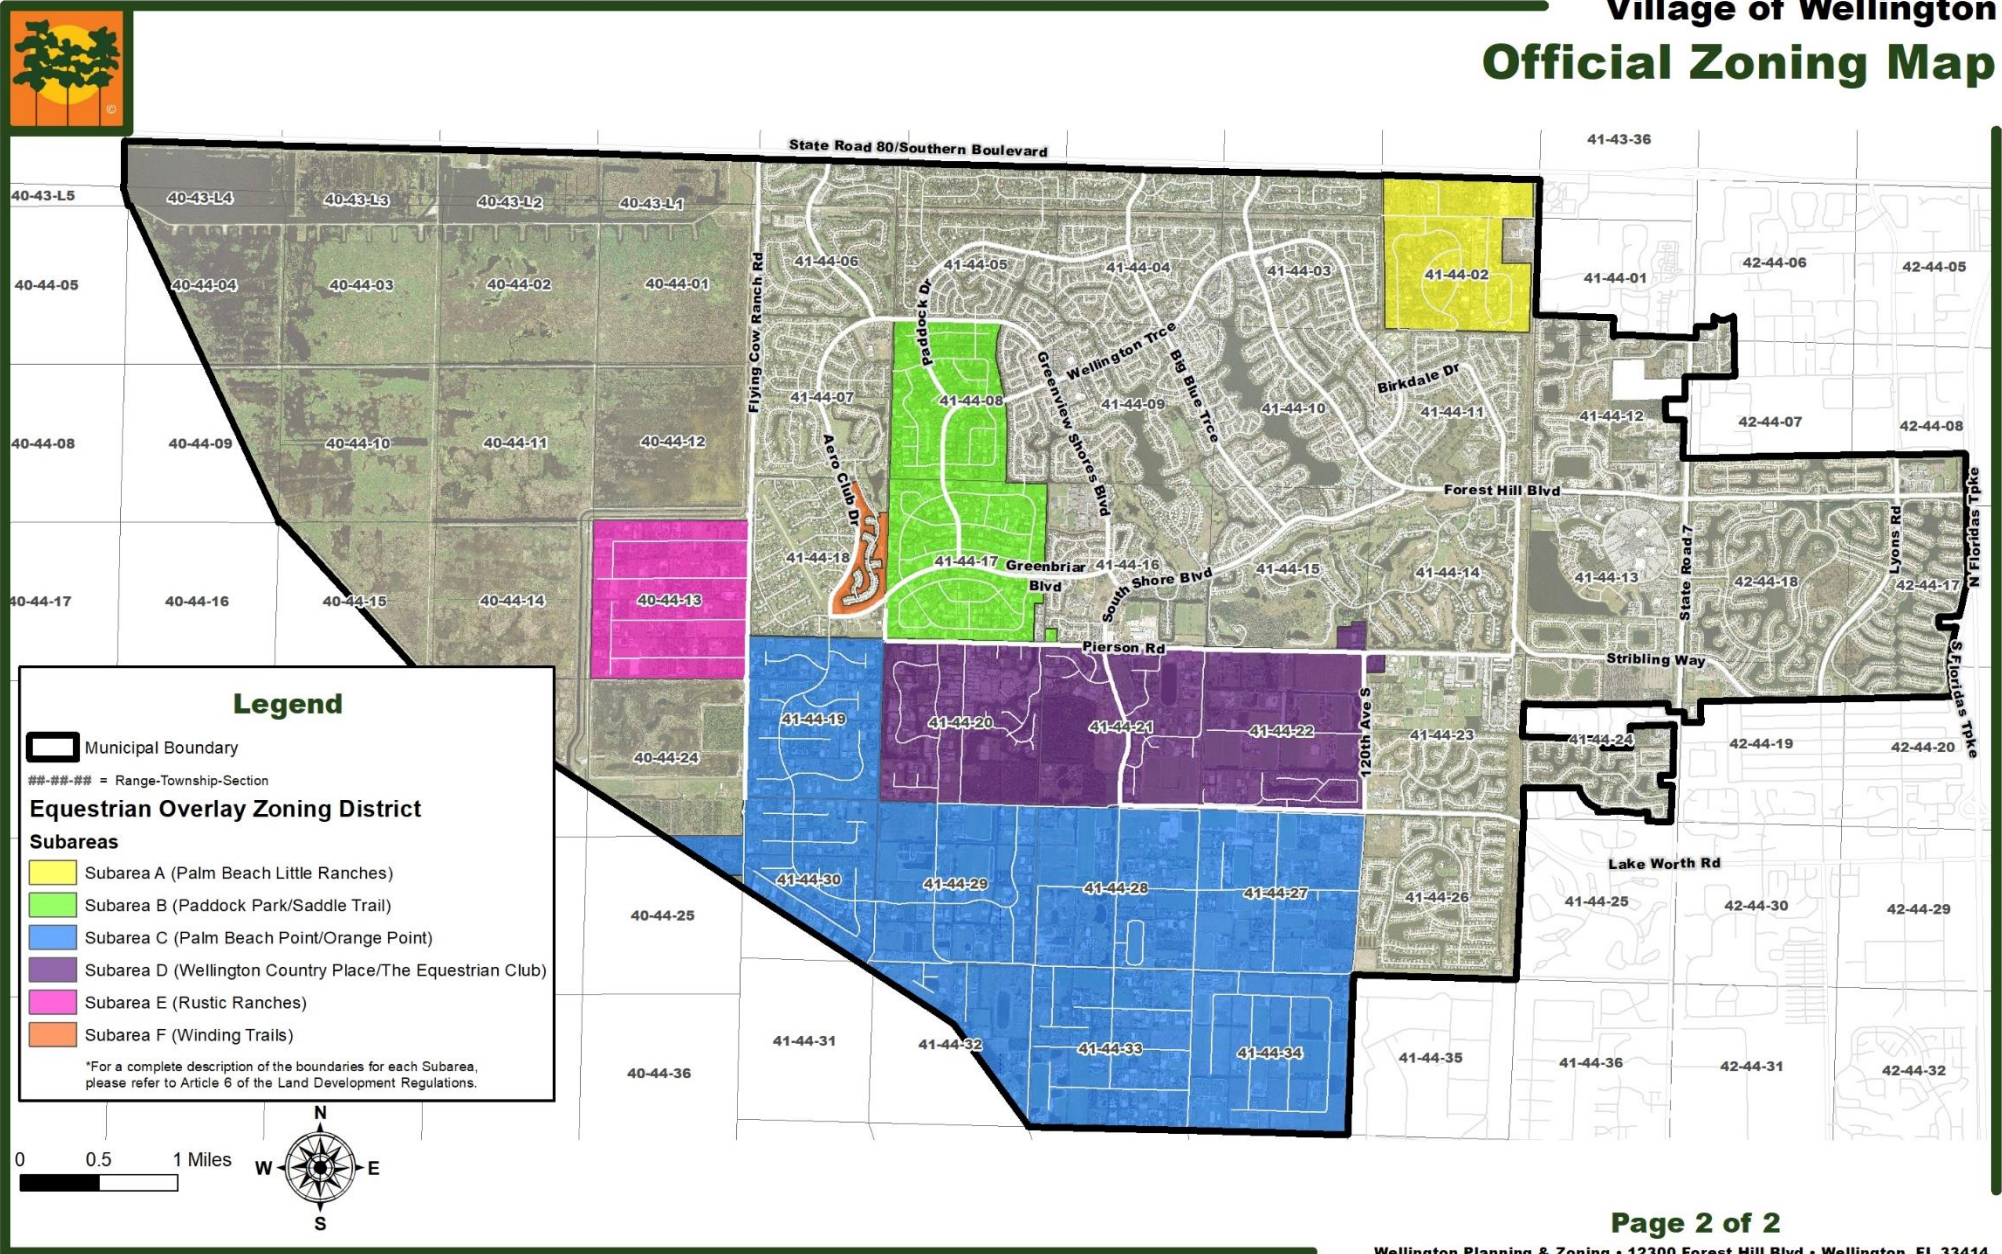 Village of Wellington
Official Zoning Map
©
41-43-36
State Road 80/Southern Boulevard
40-43-L5
40-43-L4
40-43-L3
40-43-L2
40-43-L1
40-44-05
40-44-04
40-44-03
40-44-02
40-44-01
Flying Cow Ranch Rd
41-44-06
Paddock Dr
41-44-05
41-44-04
41-44-03
41-44-02
41-44-01
42-44-06
42-44-05
Greenview Shores Blvd
Wellington Trce
Big Blue Trce
Birkdale Dr
40-44-08
40-44-09
40-44-10
40-44-11
40-44-12
41-44-07
41-44-08
41-44-09
41-44-10
41-44-11
41-44-12
42-44-07
42-44-08
Aero Club Dr
Forest Hill Blvd
N Floridas Tpke
Lyons Rd
State Road 7
40-44-17
40-44-16
40-44-15
40-44-14
40-44-13
41-44-18
41-44-17
Greenbriar
Blvd
41-44-16
South Shore Blvd
41-44-15
41-44-14
41-44-13
42-44-18
42-44-17
Pierson Rd
Stribling Way
S Floridas Tpke
40-44-24
41-44-19
41-44-20
41-44-21
41-44-22
120th Ave S
41-44-23
41-44-24
42-44-19
42-44-20
Lake Worth Rd
40-44-25
41-44-30
41-44-29
41-44-28
41-44-27
41-44-26
41-44-25
42-44-30
42-44-29
40-44-36
41-44-31
41-44-32
41-44-33
41-44-34
41-44-35
41-44-36
42-44-31
42-44-32
Legend
Municipal Boundary
##-##-## = Range-Township-Section
Equestrian Overlay Zoning District
Subareas
Subarea A (Palm Beach Little Ranches)
Subarea B (Paddock Park/Saddle Trail)
Subarea C (Palm Beach Point/Orange Point)
Subarea D (Wellington Country Place/The Equestrian Club)
Subarea E (Rustic Ranches)
Subarea F (Winding Trails)
*For a complete description of the boundaries for each Subarea,
please refer to Article 6 of the Land Development Regulations.
0 0.5 1 Miles
N
W E
S
Page 2 of 2
Wellington Planning & Zoning • 12300 Forest Hill Blvd • Wellington, FL 33414